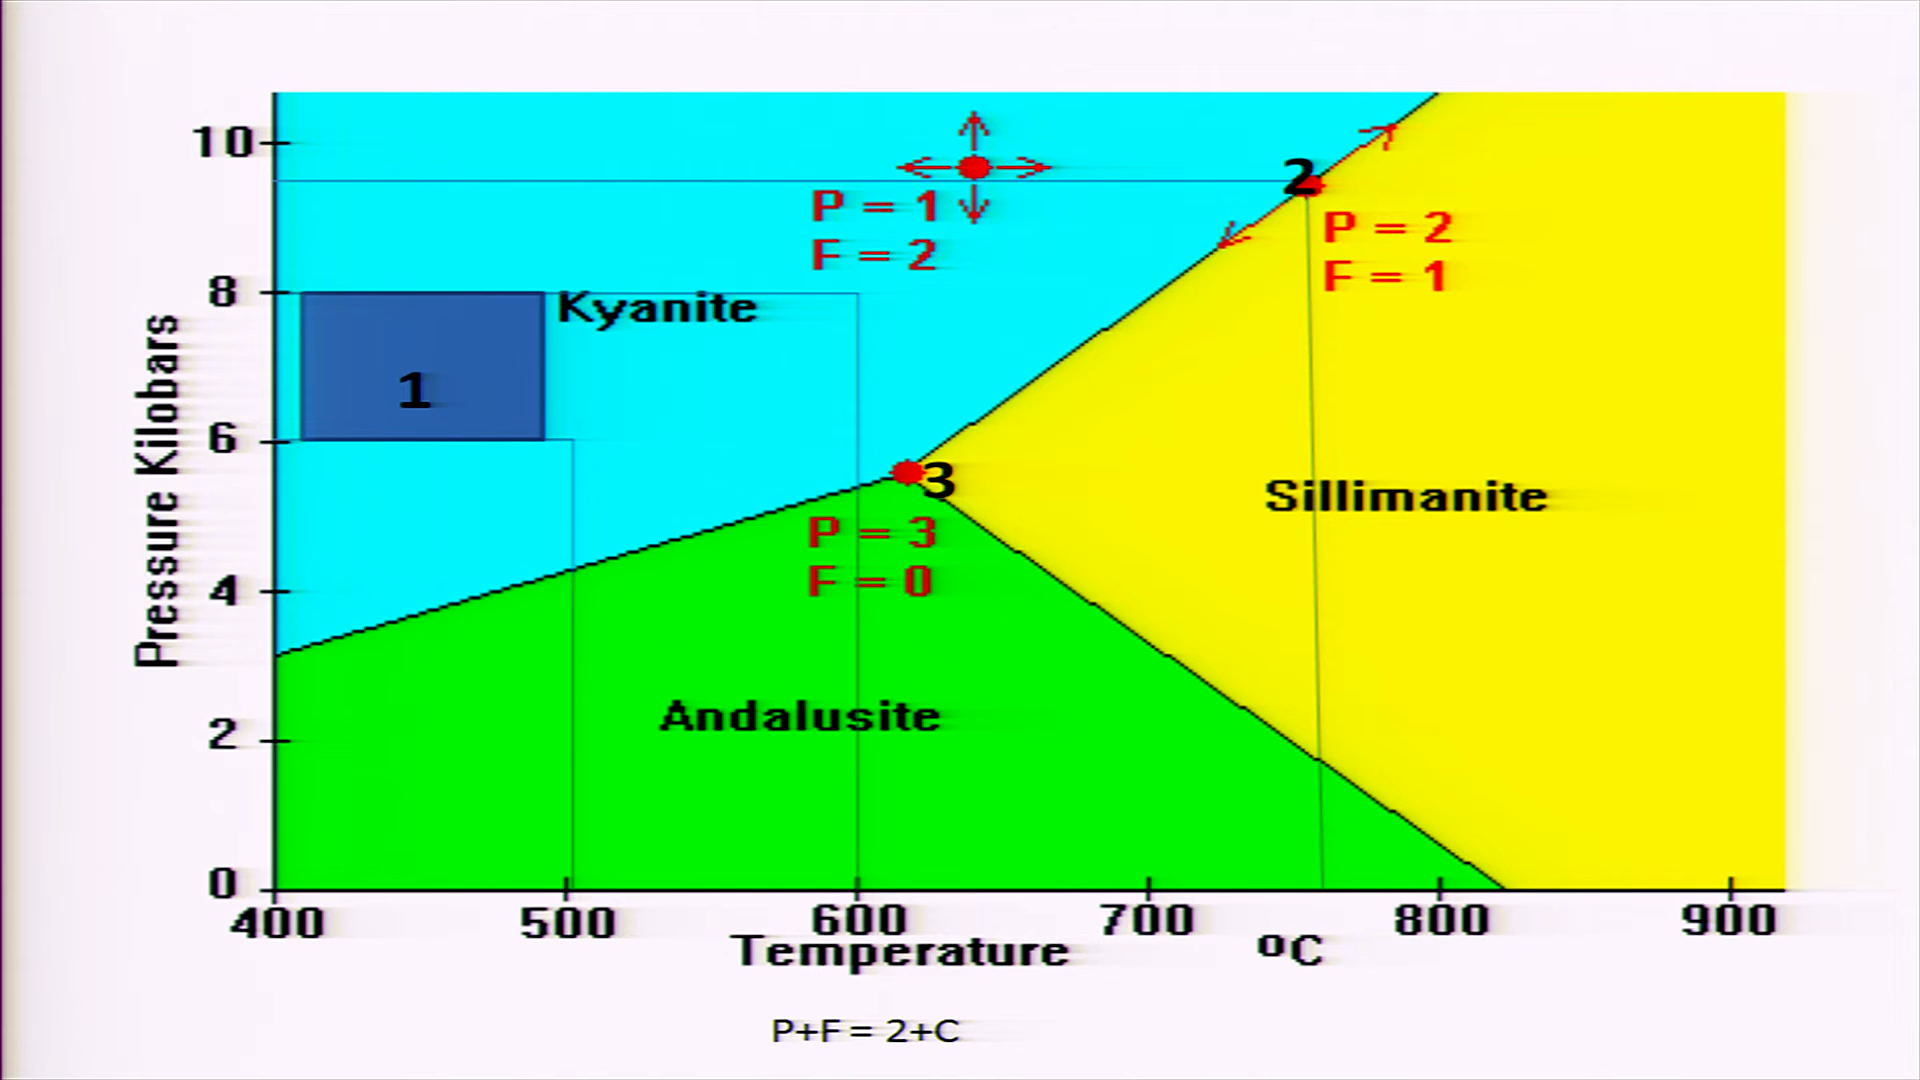 10
2
P = 1
F = 2
P = 2
F = 1
8
Kyanite
1
6
3
Sillimanite
P = 3
F = 0
4
Andalusite
2
0
Pressure Kilobars
400 500 600 700 800 900
Temperature ºC
P+F = 2+C